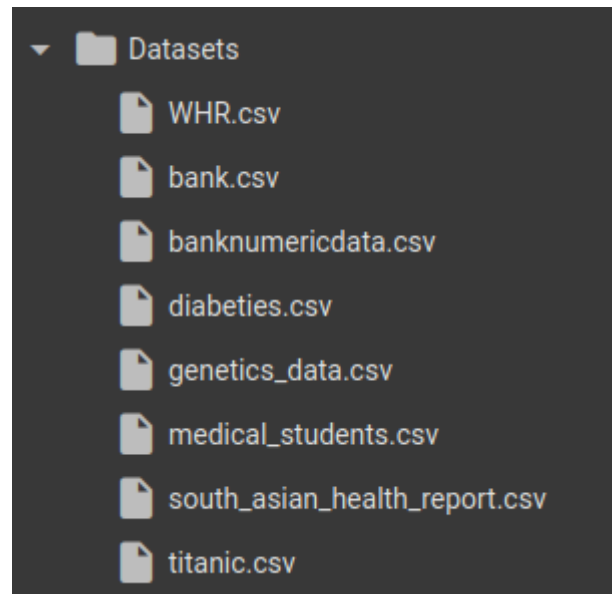 Datasets
WHR.csv
bank.csv
banknumericdata.csv
diabeties.csv
genetics_data.csv
medical_students.csv
south_asian_health_report.csv
titanic.csv